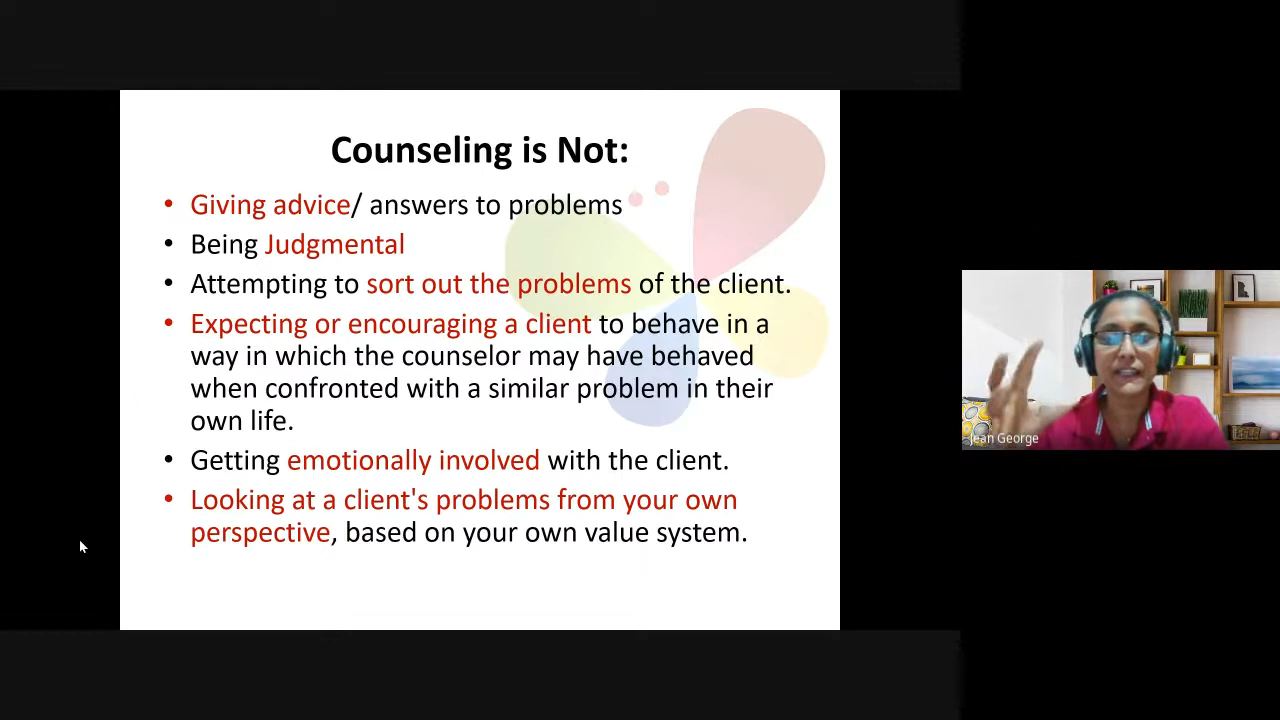 Counseling is Not:
• Giving advice/ answers to problems
• Being Judgmental
• Attempting to sort out the problems of the client.
• Expecting or encouraging a client to behave in a
way in which the counselor may have behaved
when confronted with a similar problem in their
own life.
• Getting emotionally involved with the client.
• Looking at a client's problems from your own
perspective, based on your own value system.
Jean George